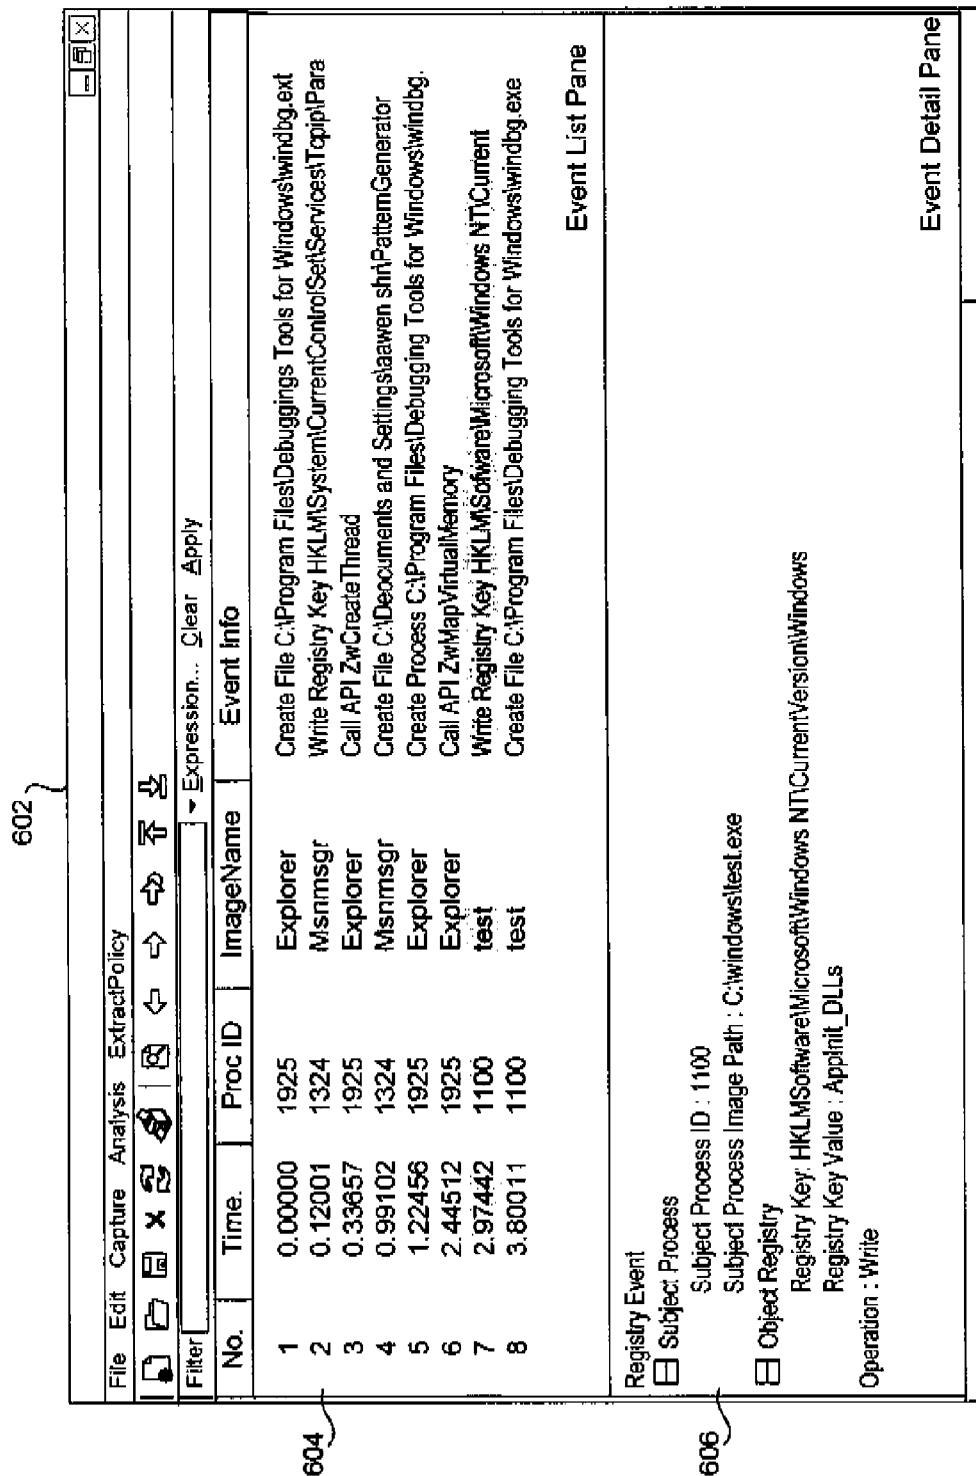 602
File Edit Capture Analysis ExtractPolicy
Filter Expression... Clear Apply
No. Time. Proc ID ImageName Event Info
1 0.00000 1925 Explorer Create File C:\Program Files\Debuggings Tools for Windows\windbg.ext
2 0.12001 1324 Msnmsgr Write Registry Key HKLM\System\CurrentControlSet\Services\Tcpip\Para
3 0.33657 1925 Explorer Call API ZwCreateThread
4 0.99102 1324 Msnmsgr Create File C:\Deocuments and Settings\aawen shr\PatternGenerator
5 1.22456 1925 Explorer Create Process C:\Program Files\Debugging Tools for Windows\windbg.
6 2.44512 1925 Explorer Call API ZwMapVirtualMemory
7 2.97442 1100 test Write Registry Key HKLM\Sofware\Microsoft\Windows NT\Current
8 3.80011 1100 test Create File C:\Program Files\Debugging Tools for Windows\windbg.exe
604
Event List Pane
Registry Event
Subject Process
Subject Process ID : 1100
Subject Process Image Path : C:\windows\test.exe
606
Object Registry
Registry Key: HKLMSoftware\Microsoft\Windows NT\CurrentVersion\Windows
Registry Key Value : AppInit_DLLs
Operation : Write
Event Detail Pane